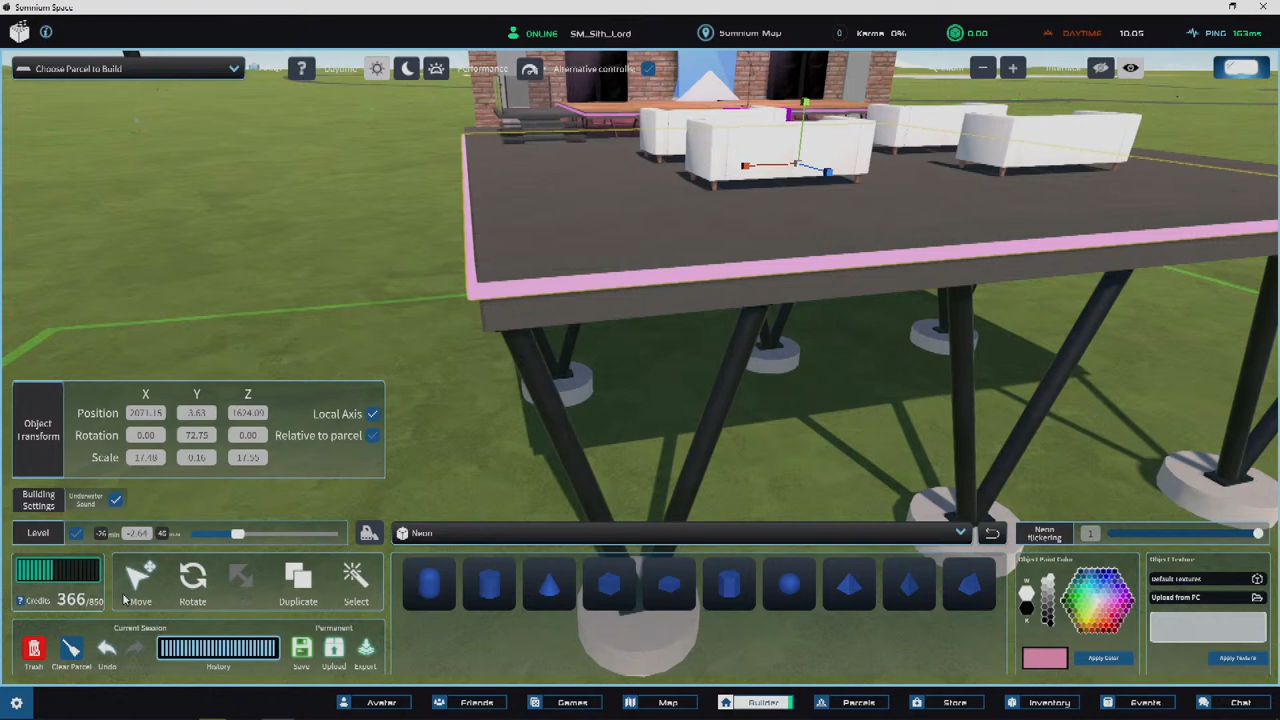 Somnium Space
ONLINE SM_Sith_Lord Somnium Map 0 Karma 0% 0.00 DAYTIME 10.05 PING 163ms
Choose Parcel to Build ? Daytime Performance Alternative controls
Object Transform
X Y Z
Position 2071.15 3.63 1624.09 Local Axis
Rotation 0.00 72.75 0.00 Relative to parcel
Scale 17.48 0.16 17.55
Building Settings Underwater Sound
Level -2.64 Neon Neon flickering 1
Object Paint Color Object Texture
Default Textures
Upload from PC
? Credits 366/850 Move Rotate Duplicate Select
Current Session Permanent
Trash Clear Parcel Undo History Save Upload Export Apply Color Apply Texture
Avatar Friends Games Map Builder Parcels Store Inventory Events Chat